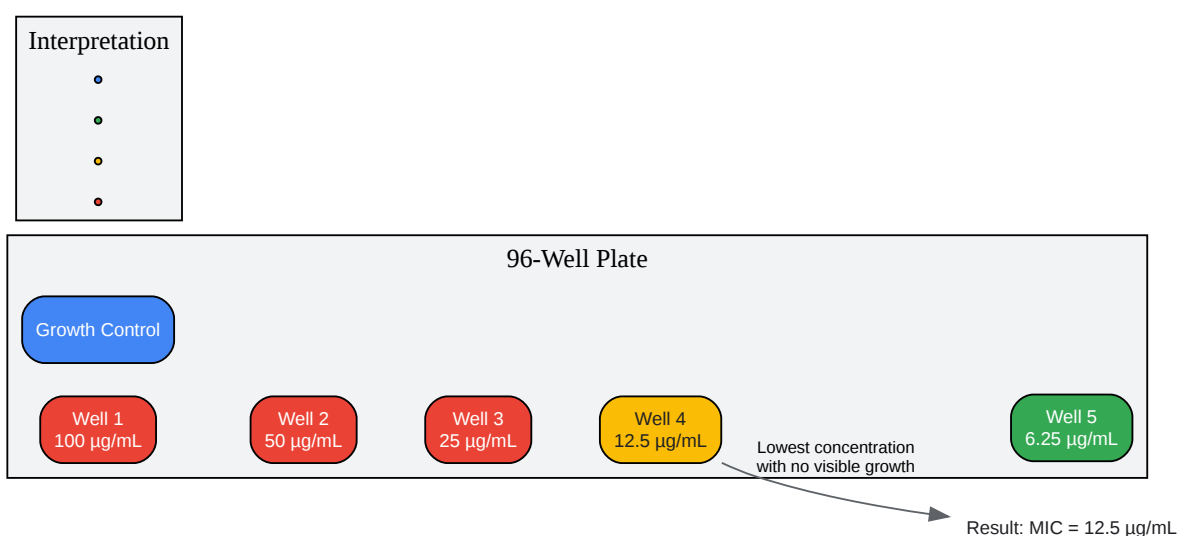 Interpretation
96-Well Plate
Growth Control
Well 1
100 µg/mL
Well 2
50 µg/mL
Well 3
25 µg/mL
Well 4
12.5 µg/mL
Well 5
6.25 µg/mL
Lowest concentration
with no visible growth
Result: MIC = 12.5 µg/mL